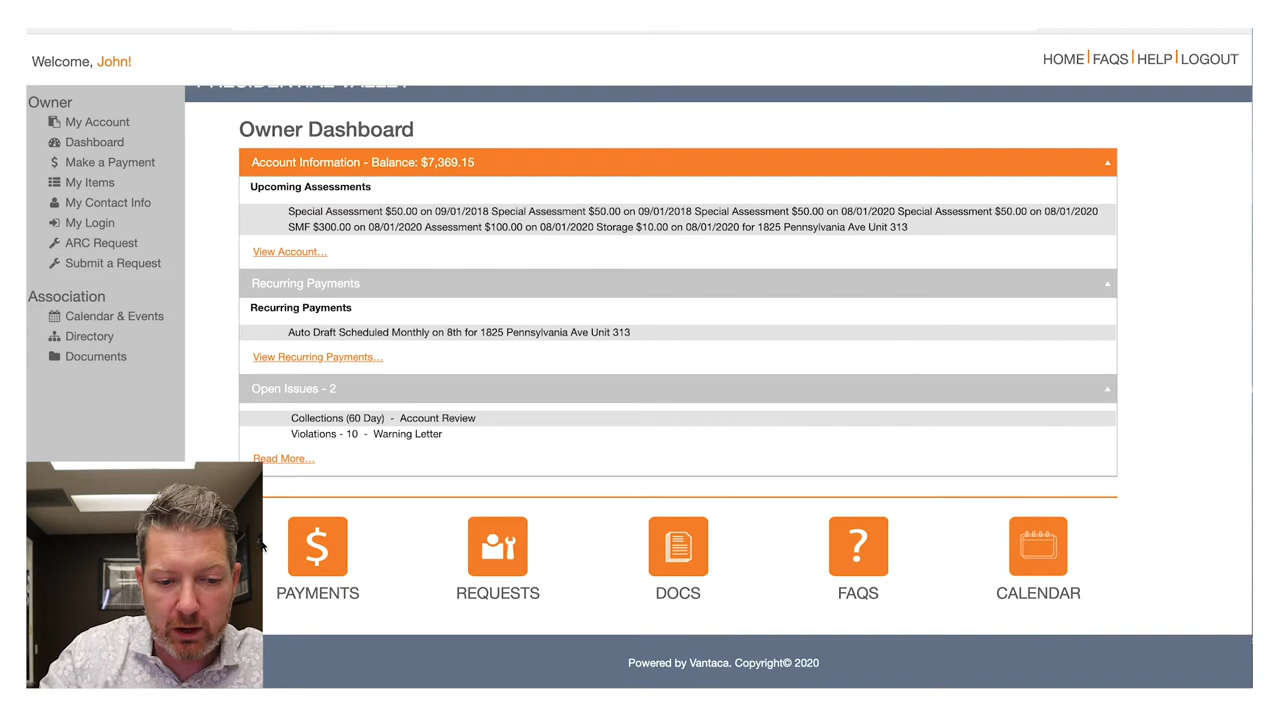 Welcome, John!
HOME FAQS HELP LOGOUT
Owner
My Account
Dashboard
Make a Payment
My Items
My Contact Info
My Login
ARC Request
Submit a Request
Association
Calendar & Events
Directory
Documents
PRESIDENTIAL VALLEY
Owner Dashboard
Account Information - Balance: $7,369.15
Upcoming Assessments
Special Assessment $50.00 on 09/01/2018 Special Assessment $50.00 on 09/01/2018 Special Assessment $50.00 on 08/01/2020 Special Assessment $50.00 on 08/01/2020
SMF $300.00 on 08/01/2020 Assessment $100.00 on 08/01/2020 Storage $10.00 on 08/01/2020 for 1825 Pennsylvania Ave Unit 313
View Account...
Recurring Payments
Recurring Payments
Auto Draft Scheduled Monthly on 8th for 1825 Pennsylvania Ave Unit 313
View Recurring Payments...
Open Issues - 2
Collections (60 Day) - Account Review
Violations - 10 - Warning Letter
Read More...
$
?
PAYMENTS
REQUESTS
DOCS
FAQS
CALENDAR
Powered by Vantaca. Copyright© 2020